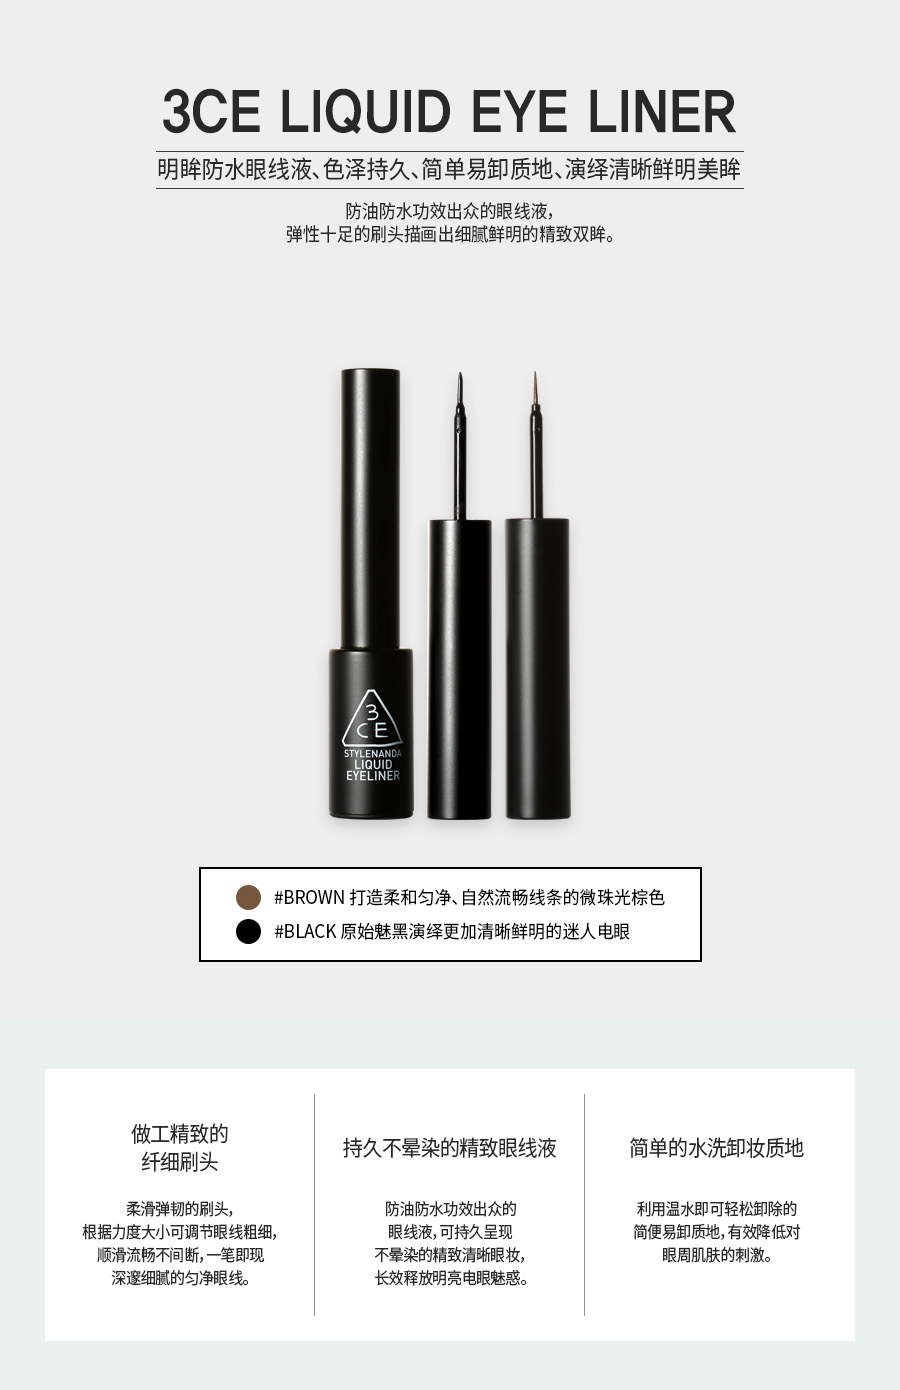 3CE LIQUID EYE LINER
明眸防水眼线液、色泽持久、简单易卸质地、演绎清晰鲜明美眸
防油防水功效出众的眼线液，
弹性十足的刷头描画出细腻鲜明的精致双眸。
3
CE
STYLENANDA
LIQUID
EYELINER
#BROWN 打造柔和匀净、自然流畅线条的微珠光棕色
#BLACK 原始魅黑演绎更加清晰鲜明的迷人电眼
做工精致的
纤细刷头
柔滑弹韧的刷头，
根据力度大小可调节眼线粗细，
顺滑流畅不间断，一笔即现
深邃细腻的匀净眼线。
持久不晕染的精致眼线液
防油防水功效出众的
眼线液，可持久呈现
不晕染的精致清晰眼妆，
长效释放明亮电眼魅惑。
简单的水洗卸妆质地
利用温水即可轻松卸除的
简便易卸质地，有效降低对
眼周肌肤的刺激。